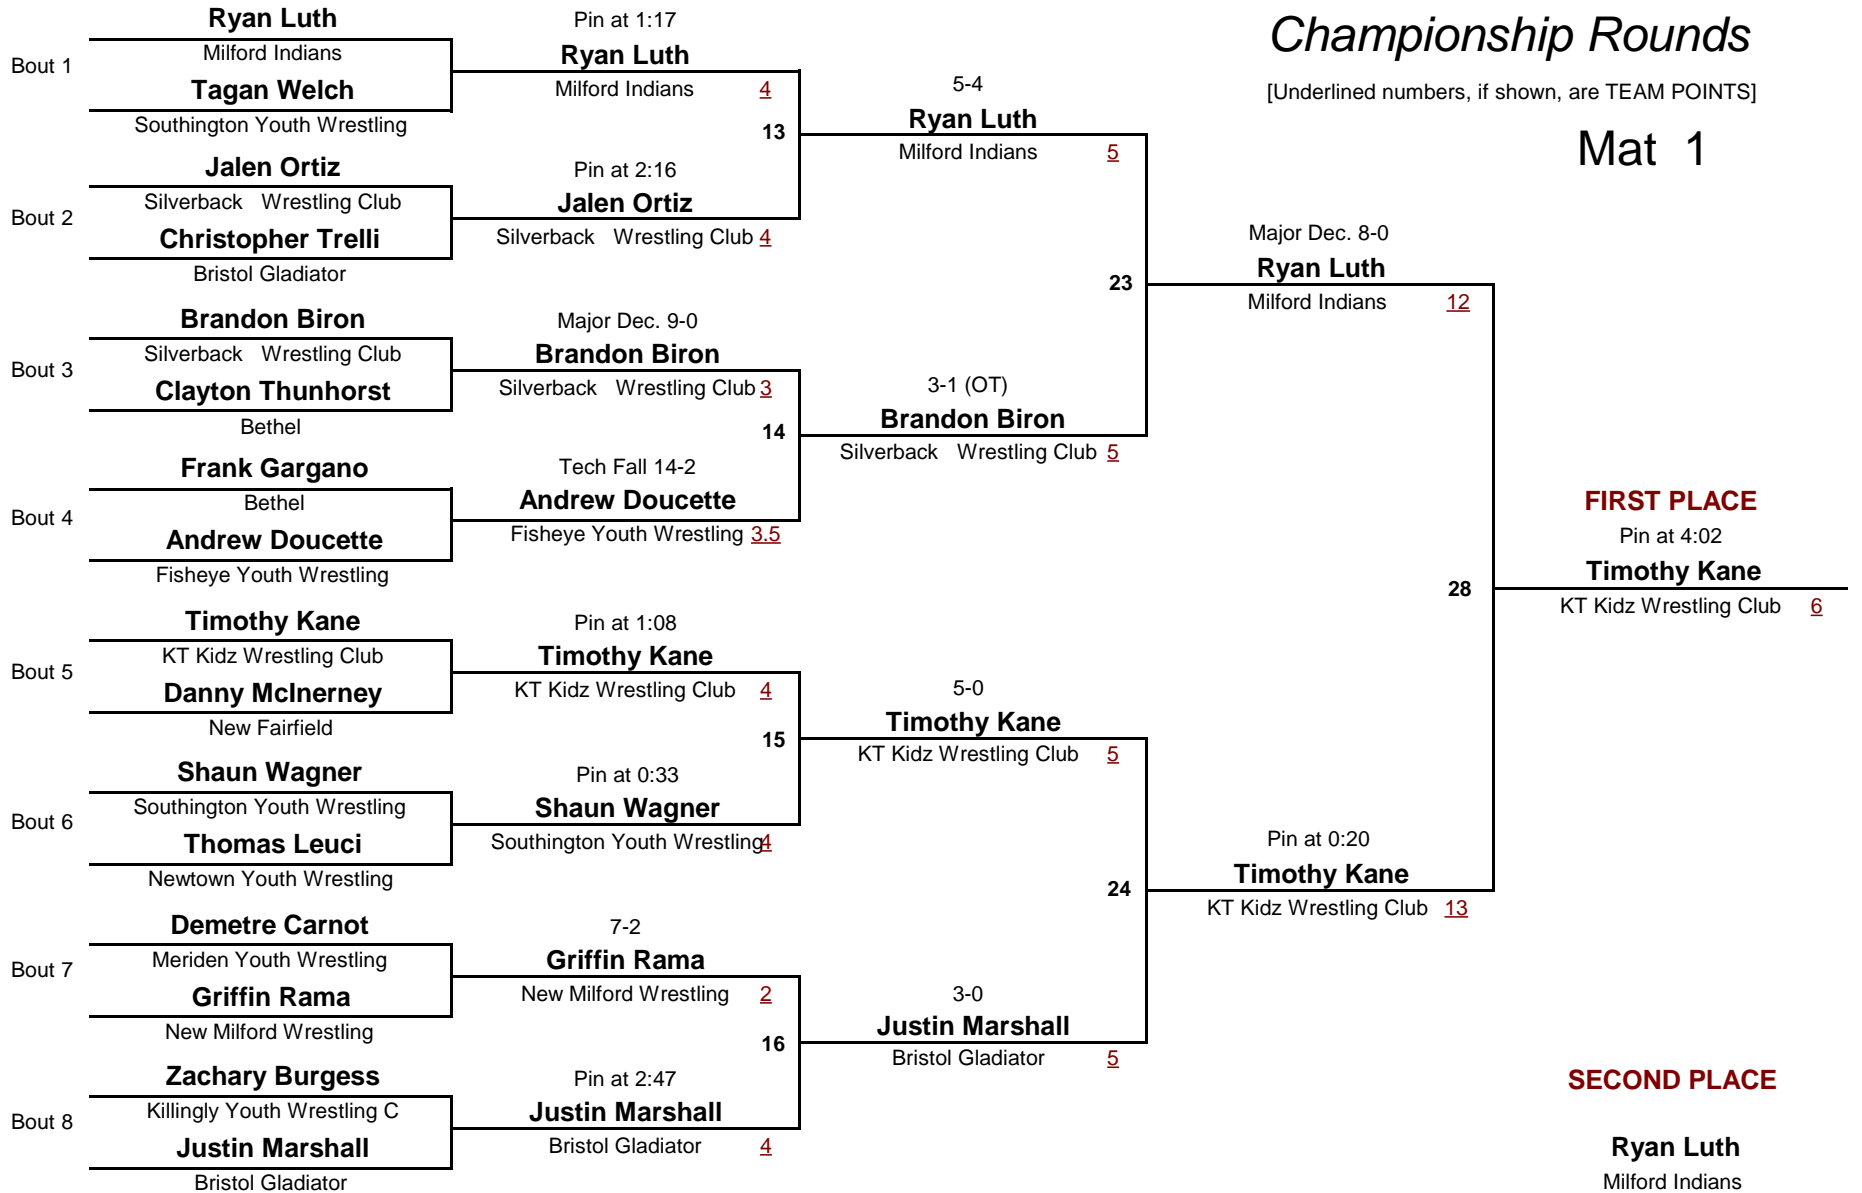 Championship Rounds
[Underlined numbers, if shown, are TEAM POINTS]
Mat 1
Bout 1
Ryan Luth
Milford Indians
Tagan Welch
Southington Youth Wrestling
Bout 2
Jalen Ortiz
Silverback Wrestling Club
Christopher Trelli
Bristol Gladiator
Bout 3
Brandon Biron
Silverback Wrestling Club
Clayton Thunhorst
Bethel
Bout 4
Frank Gargano
Bethel
Andrew Doucette
Fisheye Youth Wrestling
Bout 5
Timothy Kane
KT Kidz Wrestling Club
Danny McInerney
New Fairfield
Bout 6
Shaun Wagner
Southington Youth Wrestling
Thomas Leuci
Newtown Youth Wrestling
Bout 7
Demetre Carnot
Meriden Youth Wrestling
Griffin Rama
New Milford Wrestling
Bout 8
Zachary Burgess
Killingly Youth Wrestling C
Justin Marshall
Bristol Gladiator
Pin at 1:17
Ryan Luth
Milford Indians 4
13
Pin at 2:16
Jalen Ortiz
Silverback Wrestling Club 4
Major Dec. 9-0
Brandon Biron
Silverback Wrestling Club 3
14
Tech Fall 14-2
Andrew Doucette
Fisheye Youth Wrestling 3.5
Pin at 1:08
Timothy Kane
KT Kidz Wrestling Club 4
15
Pin at 0:33
Shaun Wagner
Southington Youth Wrestling 4
7-2
Griffin Rama
New Milford Wrestling 2
16
Pin at 2:47
Justin Marshall
Bristol Gladiator 4
5-4
Ryan Luth
Milford Indians 5
23
3-1 (OT)
Brandon Biron
Silverback Wrestling Club 5
5-0
Timothy Kane
KT Kidz Wrestling Club 5
24
3-0
Justin Marshall
Bristol Gladiator 5
Major Dec. 8-0
Ryan Luth
Milford Indians 12
28
Pin at 0:20
Timothy Kane
KT Kidz Wrestling Club 13
FIRST PLACE
Pin at 4:02
Timothy Kane
KT Kidz Wrestling Club 6
SECOND PLACE
Ryan Luth
Milford Indians